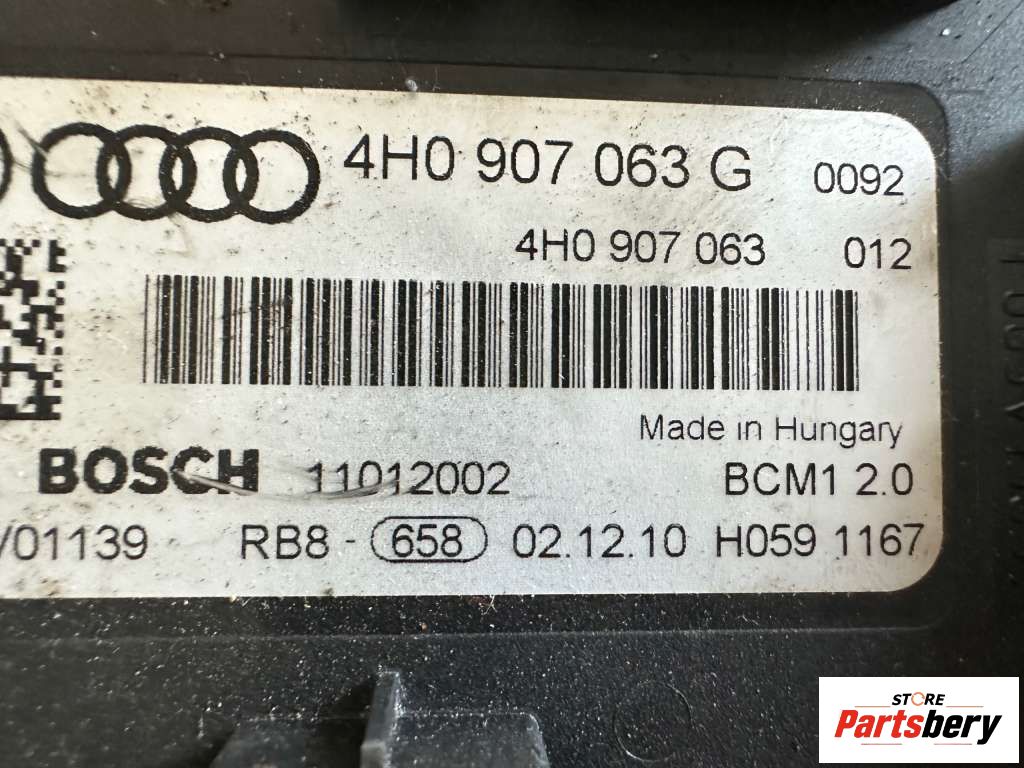 4H0 907 063 G 0092
4H0 907 063 012
Made in Hungary
BOSCH 11012002 BCM1 2.0
/01139 RB8 - 658 02.12.10 H059 1167
STORE
Partsbery